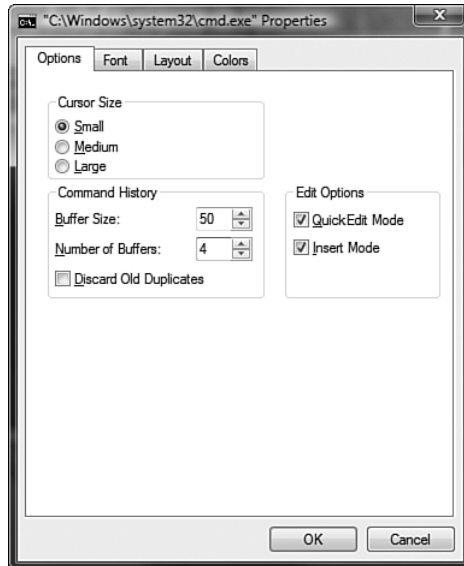 "C:\Windows\system32\cmd.exe" Properties
X
Options Font Layout Colors
Cursor Size
Small
Medium
Large
Command History
Buffer Size: 50
Number of Buffers: 4
Discard Old Duplicates
Edit Options
QuickEdit Mode
Insert Mode
OK Cancel